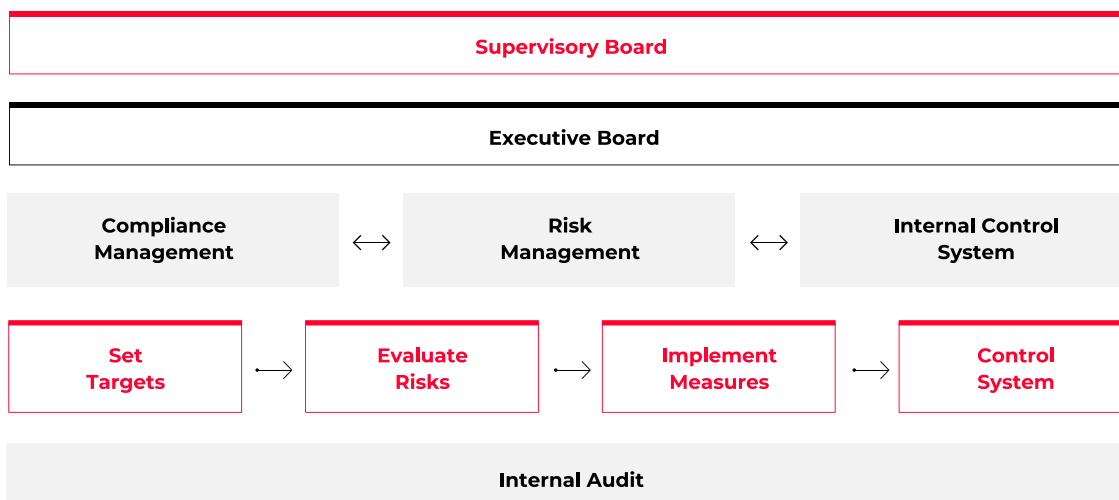 Supervisory Board
Executive Board
Compliance
Management
Risk
Management
Internal Control
System
Set
Targets
Evaluate
Risks
Implement
Measures
Control
System
Internal Audit